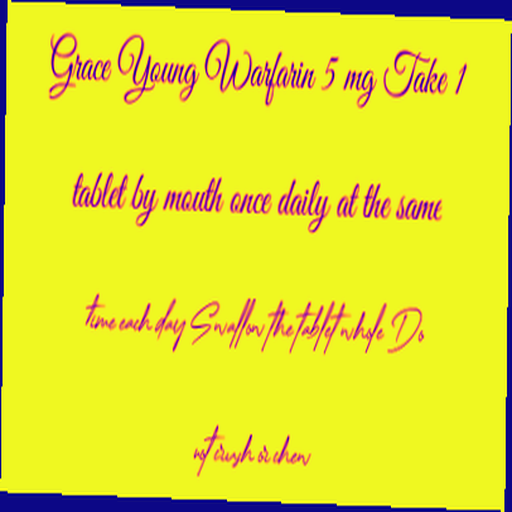 Grace Young Warfarin 5 mg Take 1
tablet by mouth once daily at the same
time each day Swallow the tablet whole Do
not crush or chew